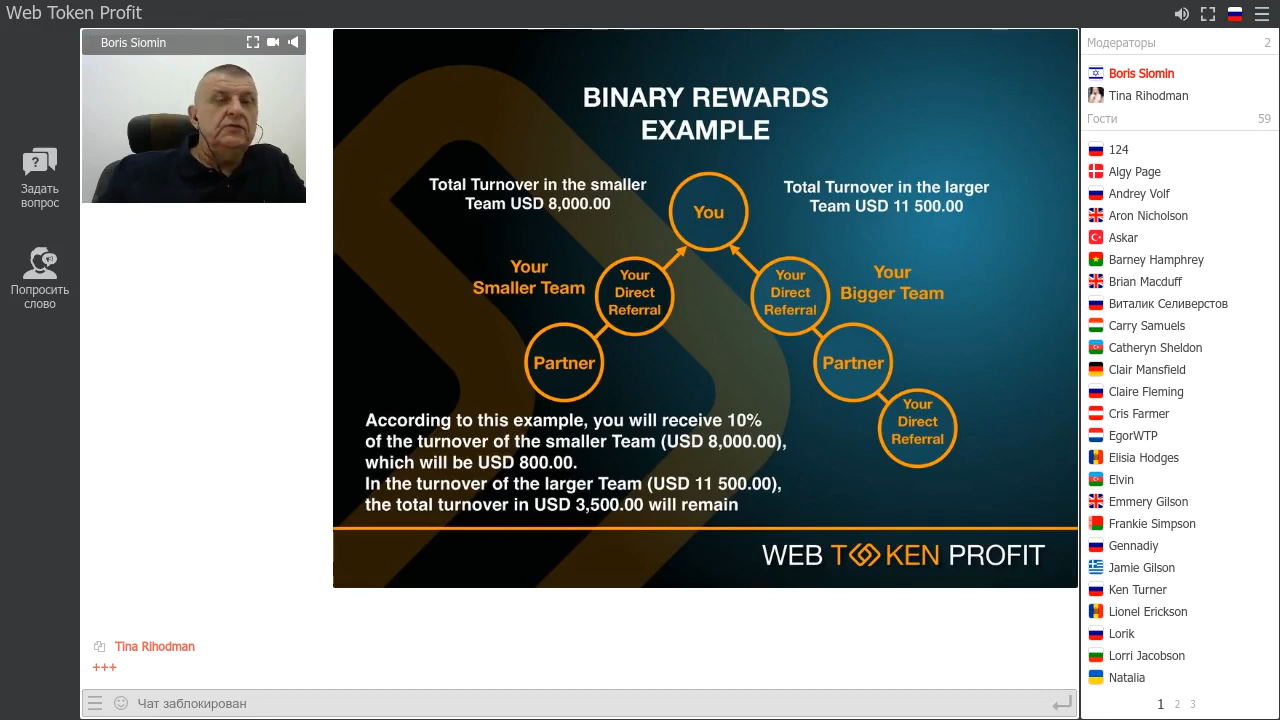 Web Token Profit
Boris Slomin
Задать
вопрос
Попросить
слово
BINARY REWARDS
EXAMPLE
Total Turnover in the smaller
Team USD 8,000.00
Total Turnover in the larger
Team USD 11 500.00
You
Your
Smaller Team
Your
Direct
Referral
Your
Direct
Referral
Your
Bigger Team
Partner
Partner
Your
Direct
Referral
According to this example, you will receive 10%
of the turnover of the smaller Team (USD 8,000.00),
which will be USD 800.00.
In the turnover of the larger Team (USD 11 500.00),
the total turnover in USD 3,500.00 will remain
WEB TOKEN PROFIT
Tina Rihodman
+++
Чат заблокирован
Модераторы 2
Boris Slomin
Tina Rihodman
Гости 59
124
Algy Page
Andrey Volf
Aron Nicholson
Askar
Barney Hamphrey
Brian Macduff
Виталик Селиверстов
Carry Samuels
Catheryn Sheldon
Clair Mansfield
Claire Fleming
Cris Farmer
EgorWTP
Elisia Hodges
Elvin
Emmery Gilson
Frankie Simpson
Gennadiy
Jamie Gilson
Ken Turner
Lionel Erickson
Lorik
Lorri Jacobson
Natalia
1 2 3